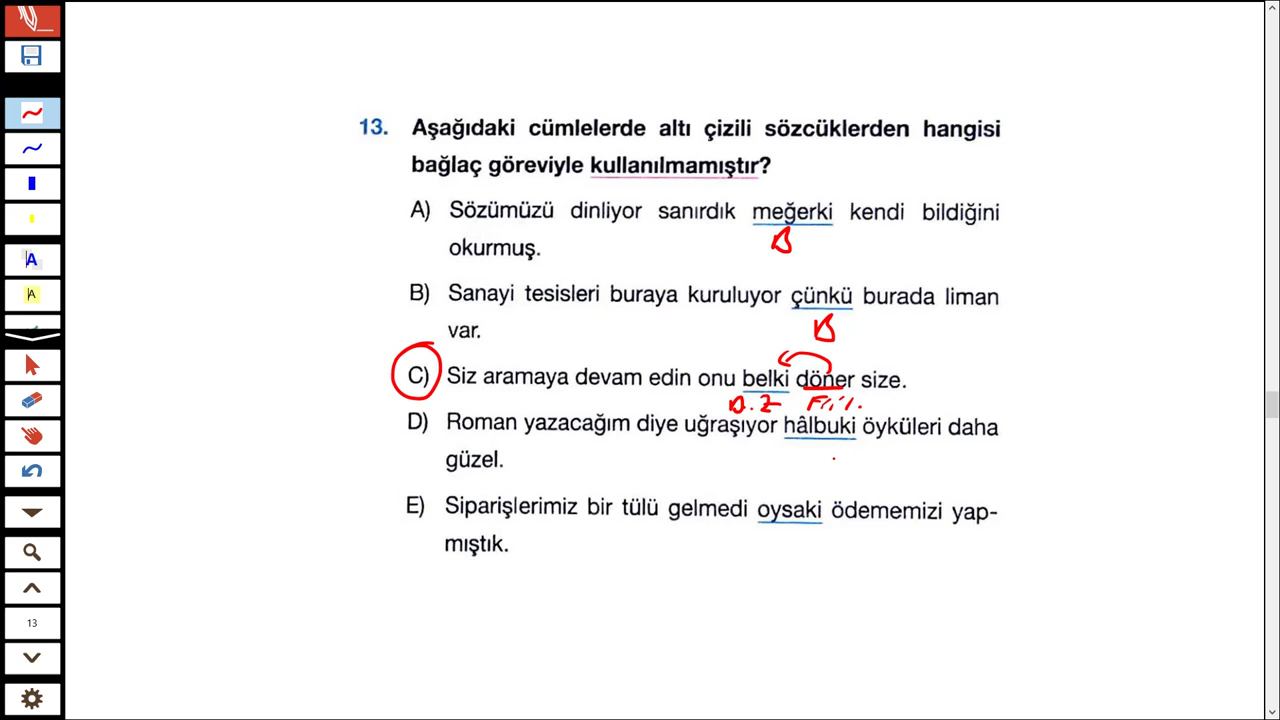 13. Aşağıdaki cümlelerde altı çizili sözcüklerden hangisi
bağlaç göreviyle kullanılmamıştır?
A) Sözümüzü dinliyor sanırdık meğerki kendi bildiğini
okurmuş.
B
B) Sanayi tesisleri buraya kuruluyor çünkü burada liman
var.
B
C) Siz aramaya devam edin onu belki döner size.
D) Roman yazacağım diye uğraşıyor hâlbuki öyküleri daha
güzel.
E) Siparişlerimiz bir tülü gelmedi oysaki ödememizi yap-
mıştık.
A
A
13